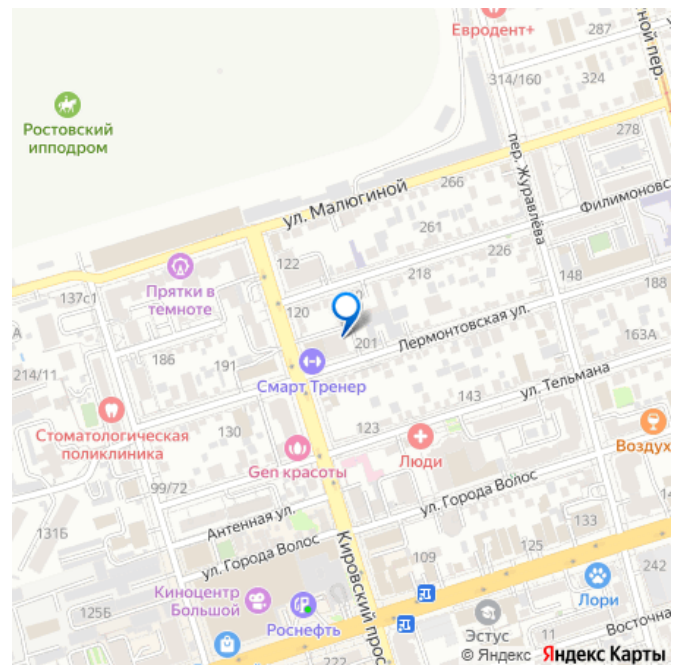 Евродент+
287
ной пер.
314/160
324
Ростовский
ипподром
278
пер. Журавлёва
ул. Малюгиной
266
Филимоновс
261
226
122
218
Прятки в
темноте
137с1
148
188
120
Лермонтовская ул.
201
163А
186
191
214/11
Смарт Тренер
ул. Тельмана
143
Стоматологическая
поликлиника
130
123
Воздух
Gen красоты
Люди
99/72
ул. Города Волос
Антенная ул.
131Б
133
125
ул. Города Волос
Кировский прос
109
242
Киноцентр
Большой
125Б
Лори
Роснефть
Эстус
11
Восточна
222
© Яндекс Яндекс Карты